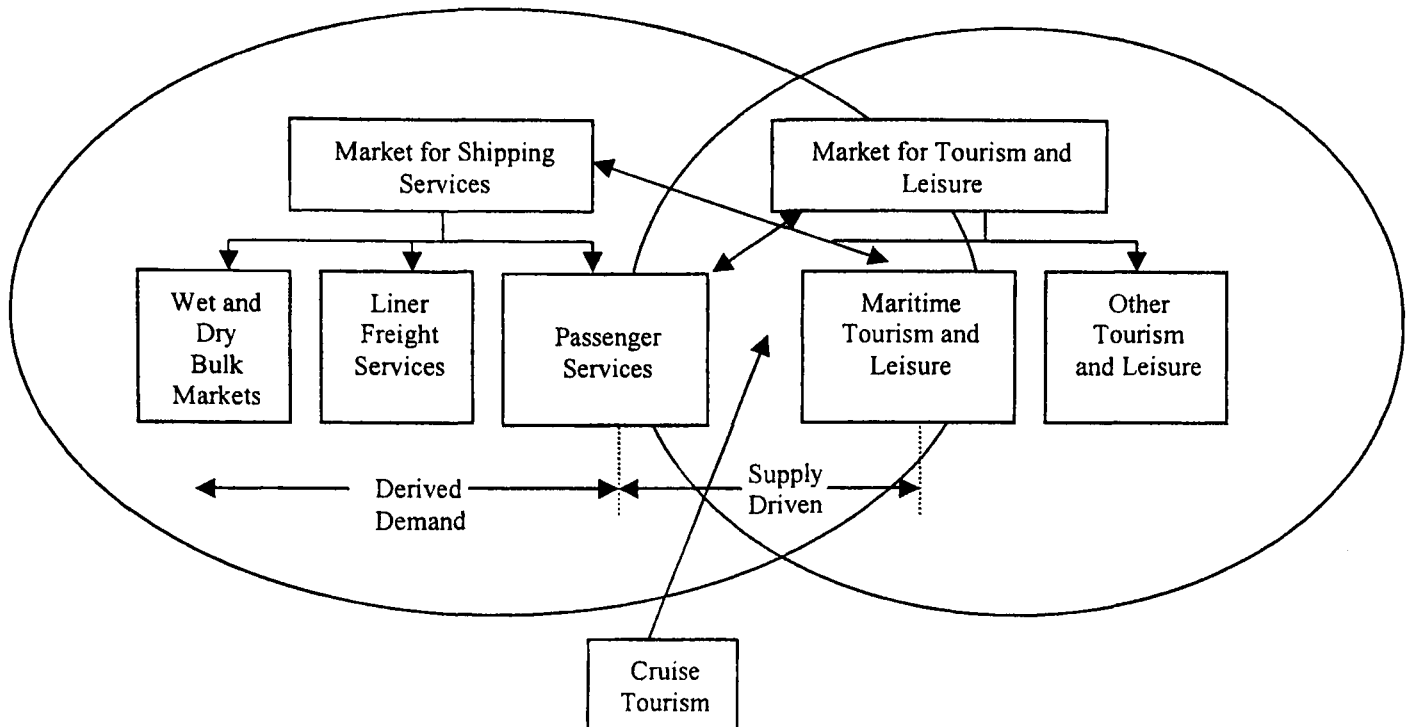 Market for Shipping
Services
Market for Tourism and
Leisure
Wet and
Dry
Bulk
Markets
Liner
Freight
Services
Passenger
Services
Maritime
Tourism and
Leisure
Other
Tourism
and Leisure
Derived
Demand
Supply
Driven
Cruise
Tourism